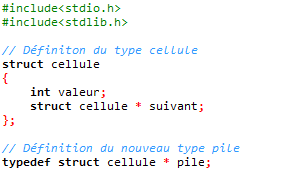 #include<stdio.h>
#include<stdlib.h>
// Définiton du type cellule
struct cellule
{
int valeur;
struct cellule * suivant;
};
// Définition du nouveau type pile
typedef struct cellule * pile;